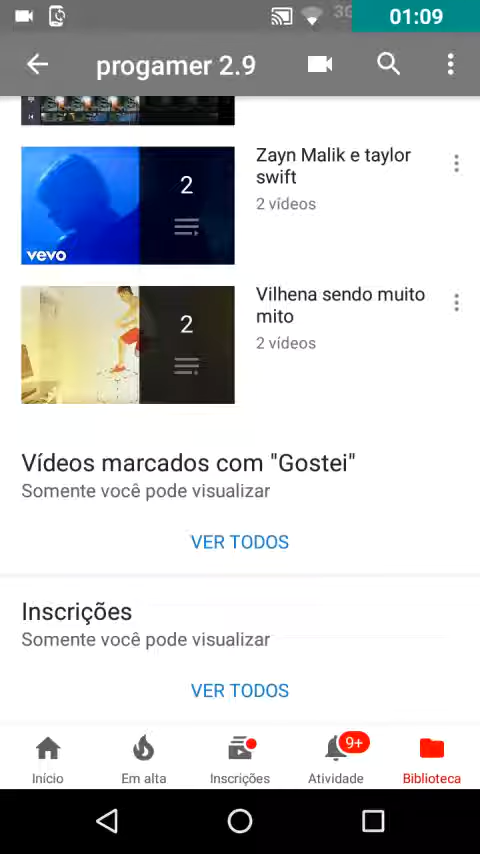 3G
01:09
progamer 2.9
2
vevo
Zayn Malik e taylor
swift
2 vídeos
2
Vilhena sendo muito
mito
2 vídeos
Vídeos marcados com "Gostei"
Somente você pode visualizar
VER TODOS
Inscrições
Somente você pode visualizar
VER TODOS
9+
Início
Em alta
Inscrições
Atividade
Biblioteca